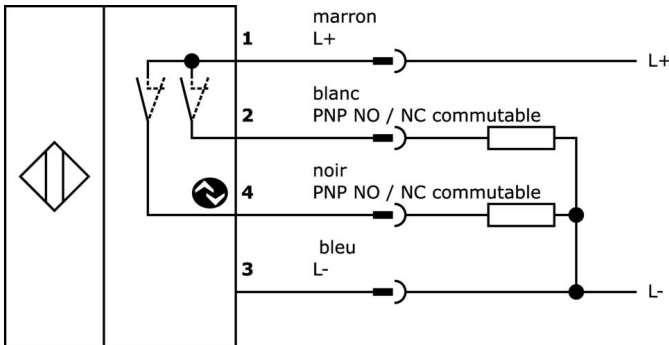 marron
1 L+ L+
blanc
2 PNP NO / NC commutable
noir
4 PNP NO / NC commutable
bleu
3 L- L-